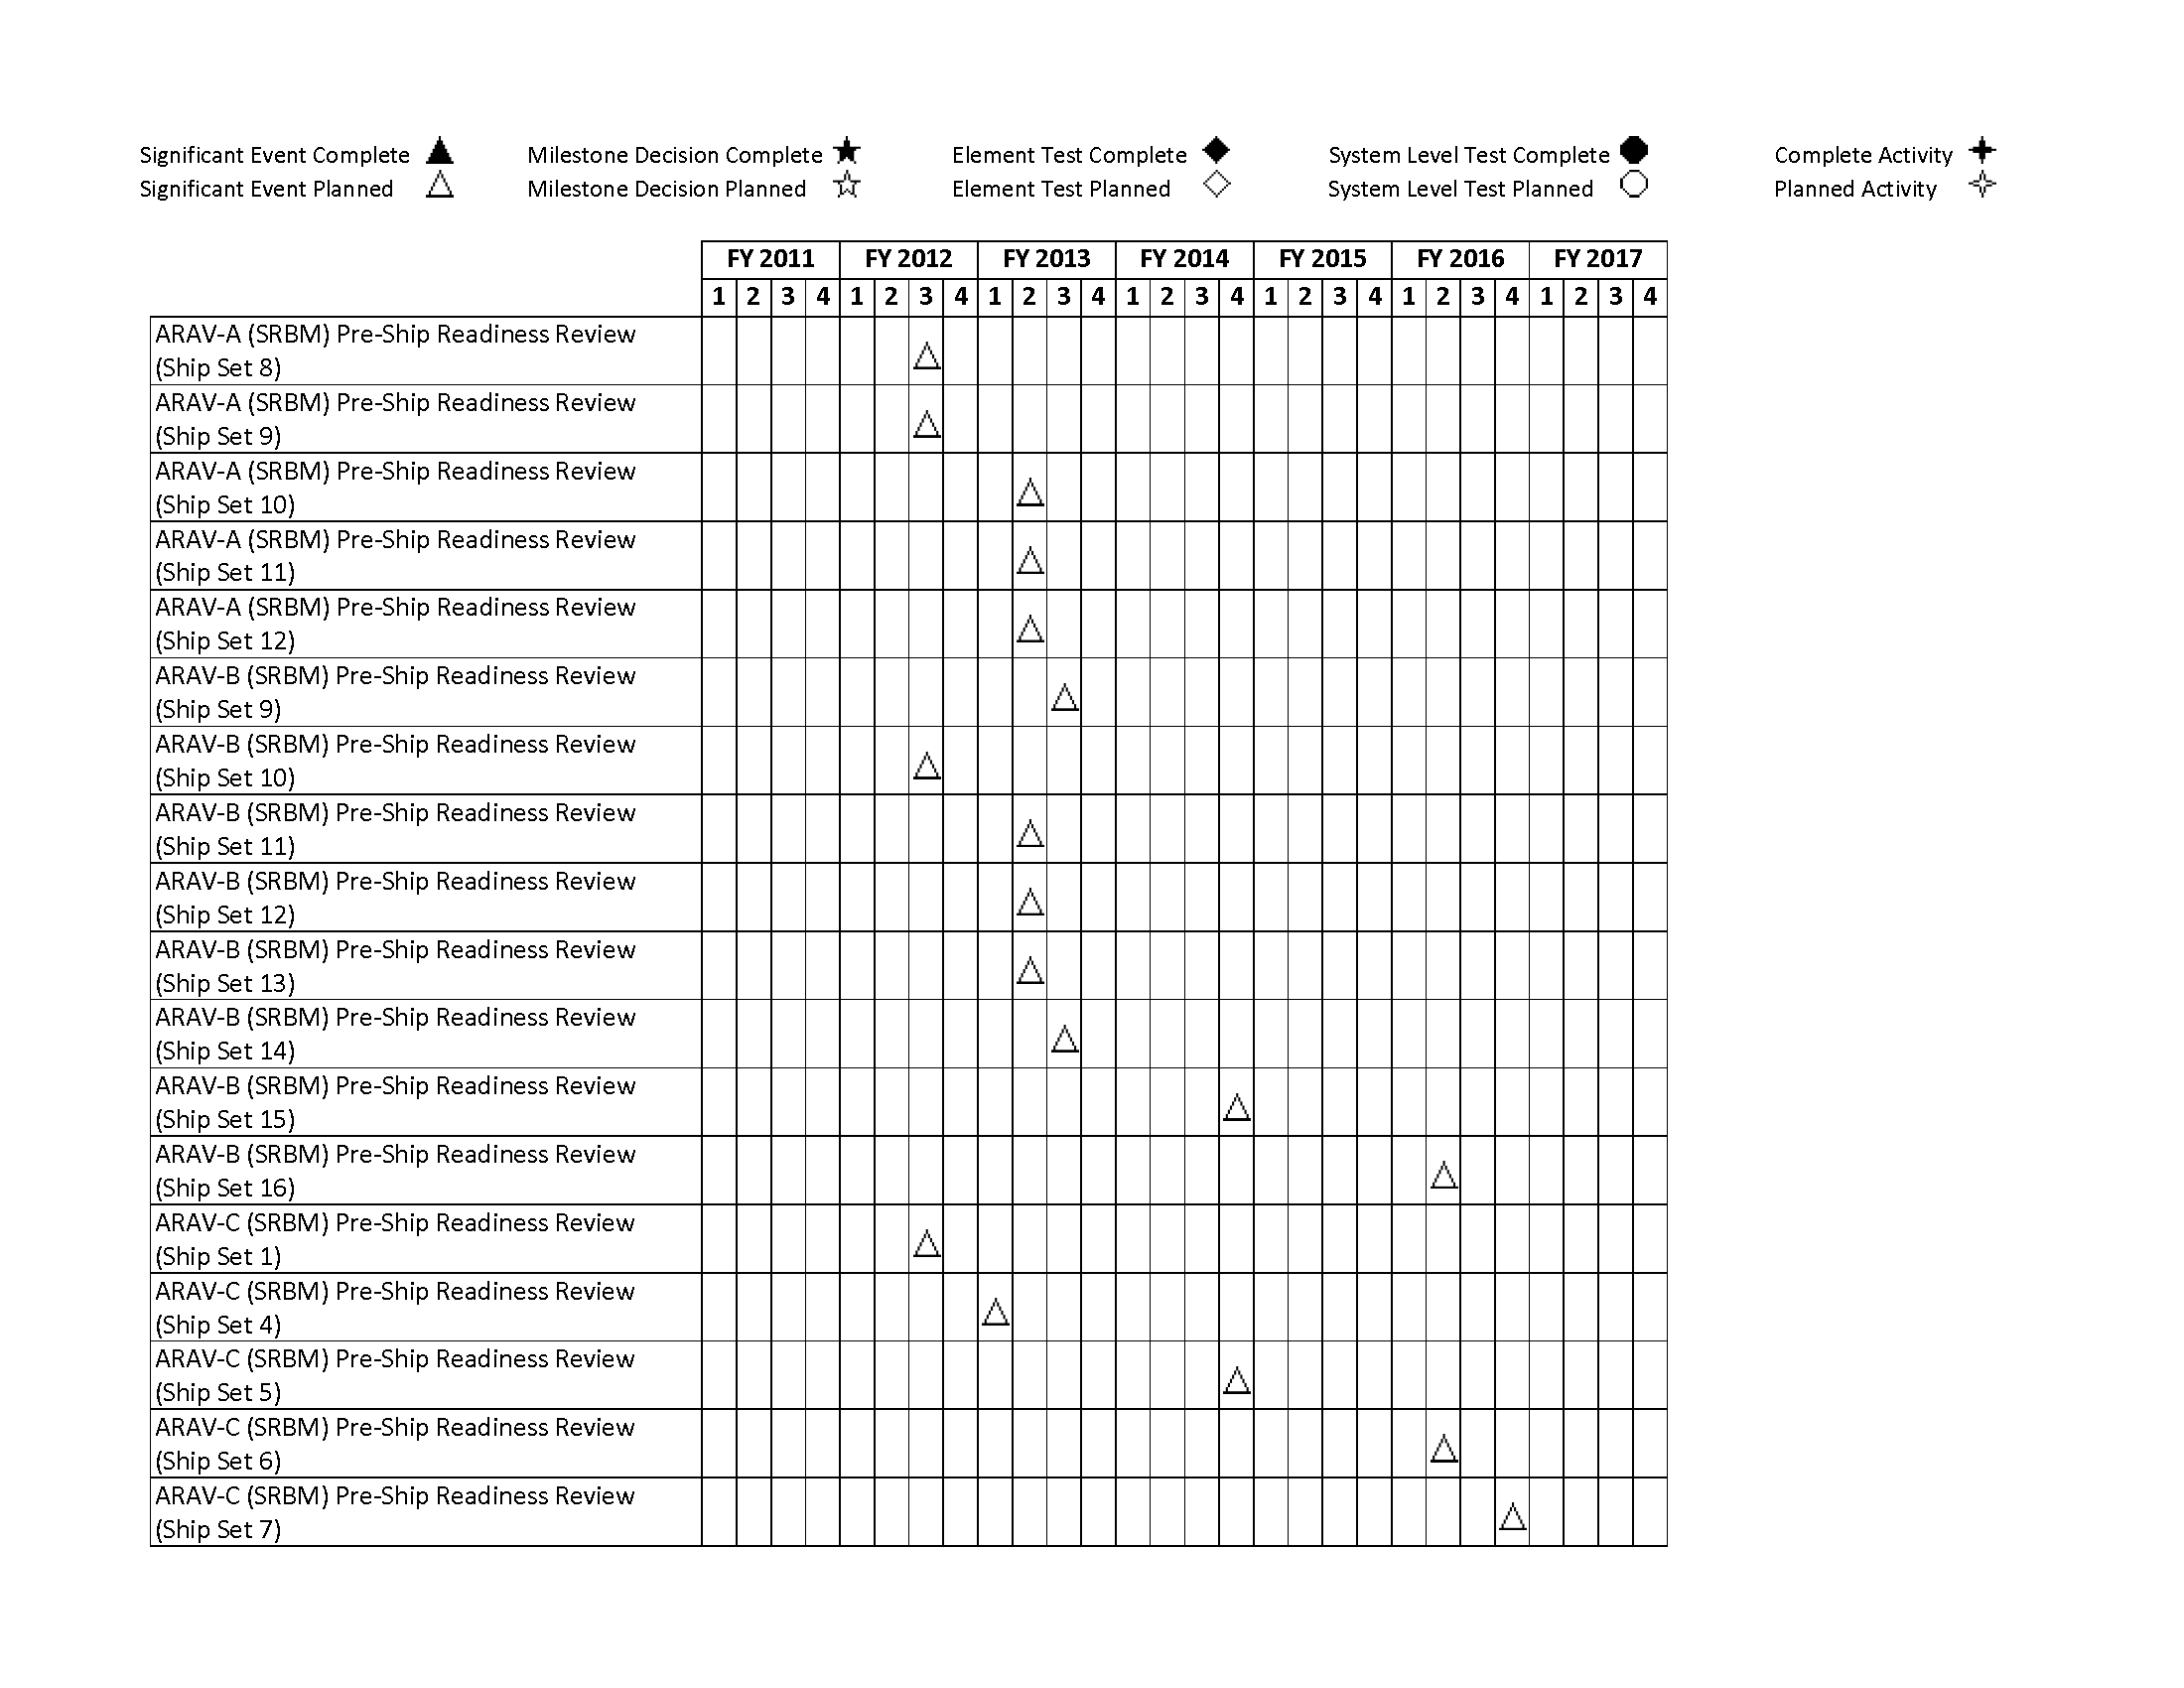 Significant Event Complete Milestone Decision Complete Element Test Complete System Level Test Complete Complete Activity
Significant Event Planned Milestone Decision Planned Element Test Planned System Level Test Planned Planned Activity
FY 2011 FY 2012 FY 2013 FY 2014 FY 2015 FY 2016 FY 2017
1 2 3 4 1 2 3 4 1 2 3 4 1 2 3 4 1 2 3 4 1 2 3 4 1 2 3 4
ARAV-A (SRBM) Pre-Ship Readiness Review
(Ship Set 8)
ARAV-A (SRBM) Pre-Ship Readiness Review
(Ship Set 9)
ARAV-A (SRBM) Pre-Ship Readiness Review
(Ship Set 10)
ARAV-A (SRBM) Pre-Ship Readiness Review
(Ship Set 11)
ARAV-A (SRBM) Pre-Ship Readiness Review
(Ship Set 12)
ARAV-B (SRBM) Pre-Ship Readiness Review
(Ship Set 9)
ARAV-B (SRBM) Pre-Ship Readiness Review
(Ship Set 10)
ARAV-B (SRBM) Pre-Ship Readiness Review
(Ship Set 11)
ARAV-B (SRBM) Pre-Ship Readiness Review
(Ship Set 12)
ARAV-B (SRBM) Pre-Ship Readiness Review
(Ship Set 13)
ARAV-B (SRBM) Pre-Ship Readiness Review
(Ship Set 14)
ARAV-B (SRBM) Pre-Ship Readiness Review
(Ship Set 15)
ARAV-B (SRBM) Pre-Ship Readiness Review
(Ship Set 16)
ARAV-C (SRBM) Pre-Ship Readiness Review
(Ship Set 1)
ARAV-C (SRBM) Pre-Ship Readiness Review
(Ship Set 4)
ARAV-C (SRBM) Pre-Ship Readiness Review
(Ship Set 5)
ARAV-C (SRBM) Pre-Ship Readiness Review
(Ship Set 6)
ARAV-C (SRBM) Pre-Ship Readiness Review
(Ship Set 7)